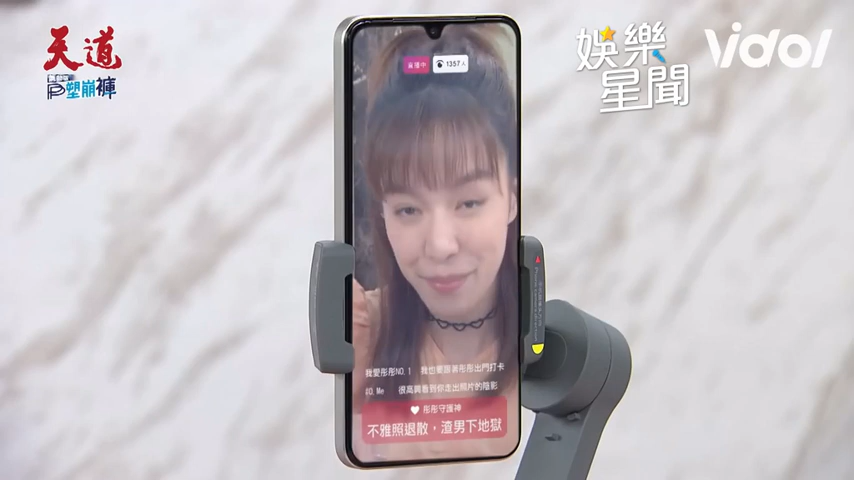 天道
塑崩褲
娛樂
星聞
Vidol
直播中
1357人
我愛彤彤NO.1 我也要跟著彤彤出門打卡
GO.Me 很高興看到你走出照片的陰影
彤彤守護神
不雅照退散，渣男下地獄